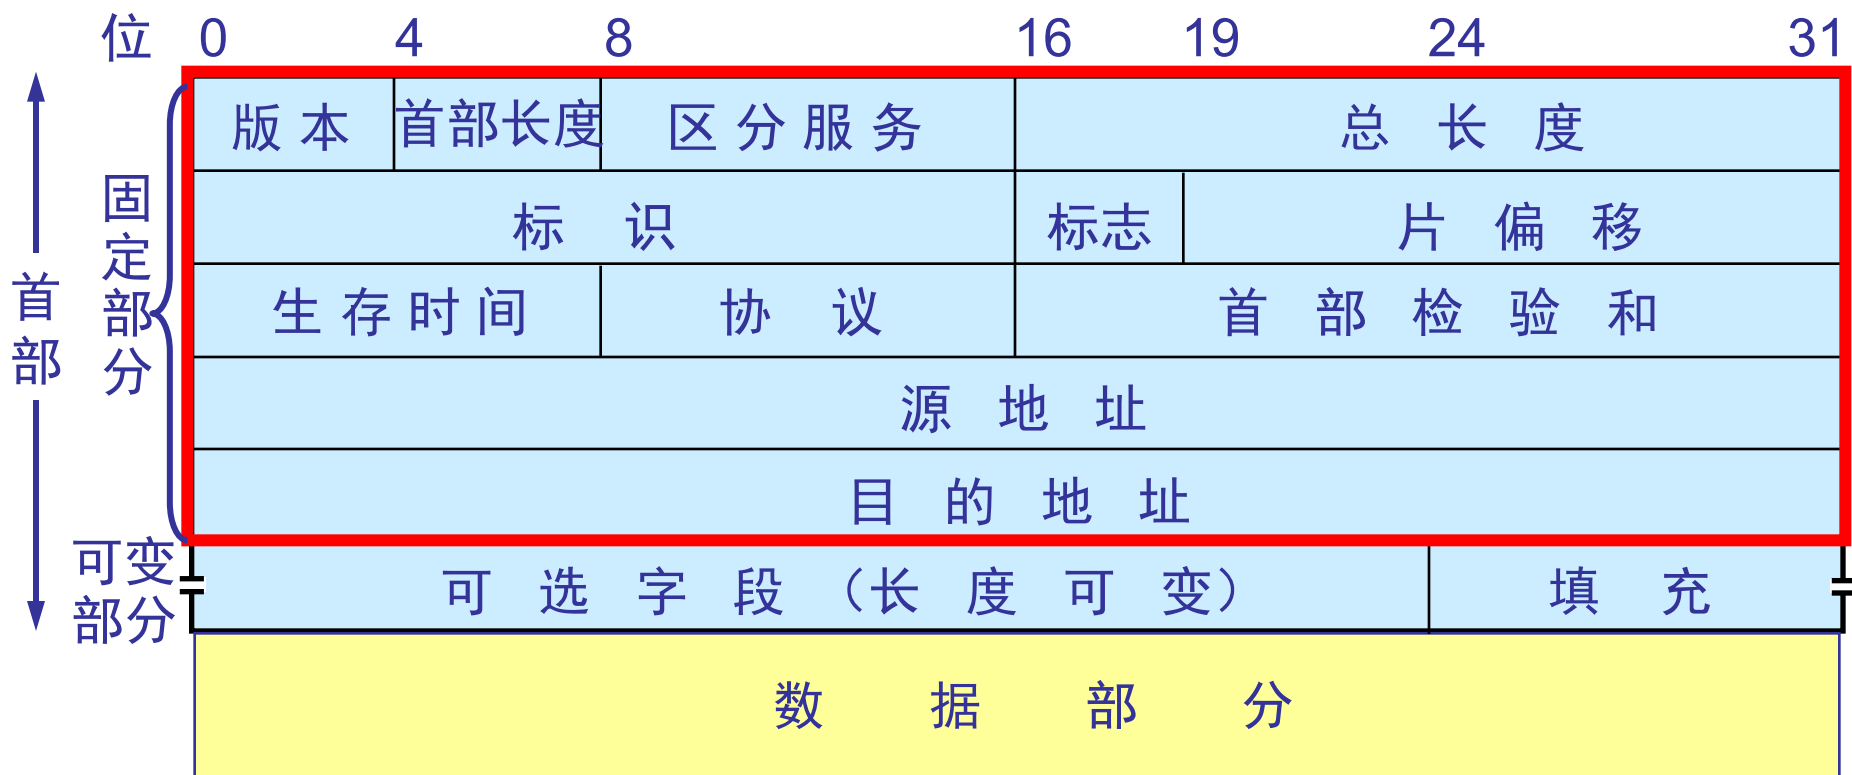 位 0 4 8 16 19 24 31
版本 首部长度 区分服务 总长度
标识 标志 片偏移
生存时间 协议 首部检验和
源地址
目的地址
可选字段（长度可变） 填充
数据部分
首部
固定部分
可变
部分